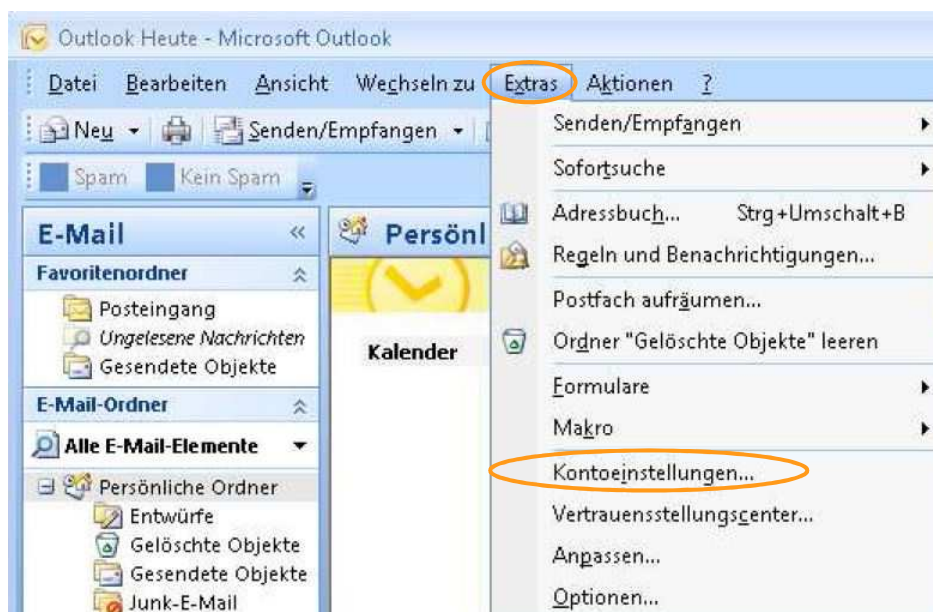 Outlook Heute - Microsoft Outlook
Datei Bearbeiten Ansicht Wechseln zu Extras Aktionen ?
Neu Senden/Empfangen
Spam Kein Spam
E-Mail
Favoritenordner
Posteingang
Ungelesene Nachrichten
Gesendete Objekte
E-Mail-Ordner
Alle E-Mail-Elemente
Persönliche Ordner
Entwürfe
Gelöschte Objekte
Gesendete Objekte
Junk-E-Mail
Persönl
Kalender
Senden/Empfangen
Sofortsuche
Adressbuch... Strg+Umschalt+B
Regeln und Benachrichtigungen...
Postfach aufräumen...
Ordner "Gelöschte Objekte" leeren
Formulare
Makro
Kontoeinstellungen...
Vertrauensstellungscenter...
Anpassen...
Optionen...